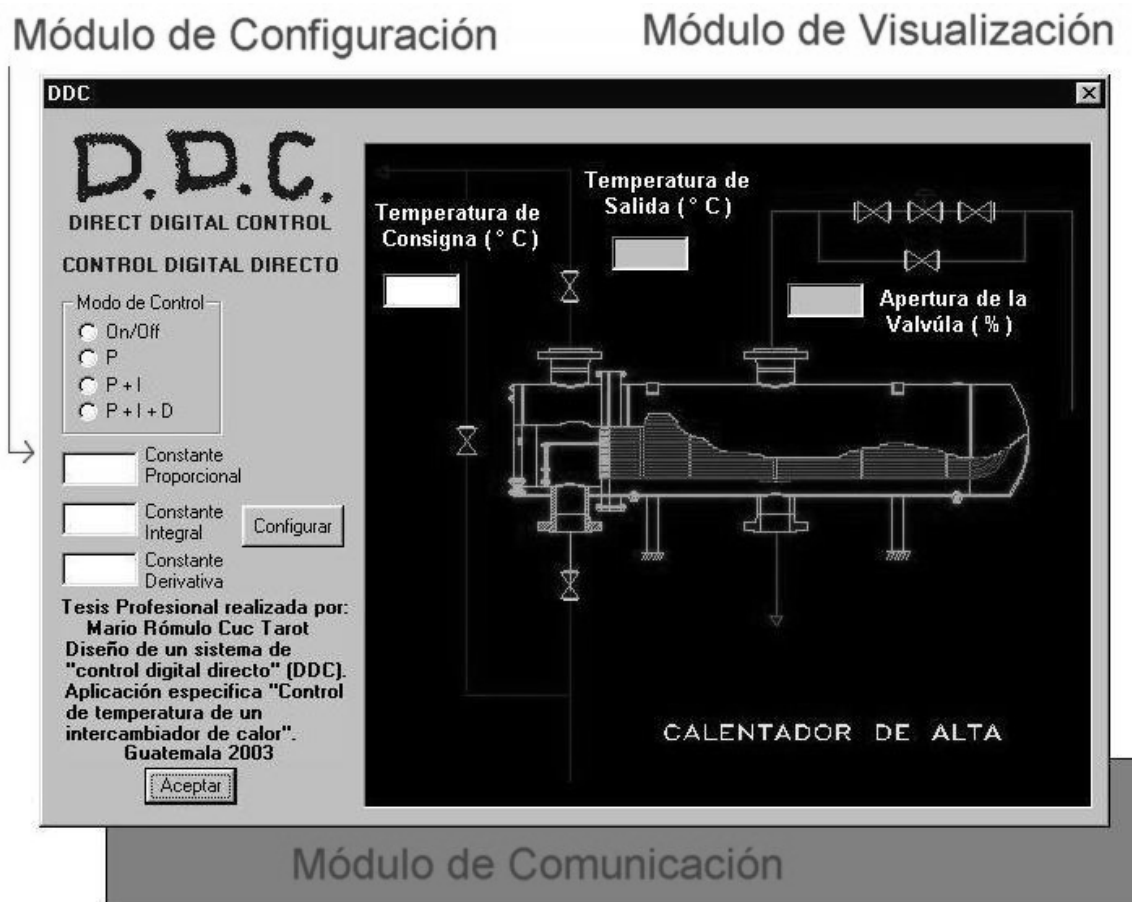 Módulo de Configuración
Módulo de Visualización
DDC
D.D.C.
DIRECT DIGITAL CONTROL
CONTROL DIGITAL DIRECTO
Modo de Control
On/Off
P
P + I
P + I + D
Constante
Proporcional
Constante
Integral
Configurar
Constante
Derivativa
Tesis Profesional realizada por:
Mario Rómulo Cuc Tarot
Diseño de un sistema de
"control digital directo" (DDC).
Aplicación especifica "Control
de temperatura de un
intercambiador de calor".
Guatemala 2003
Aceptar
Temperatura de
Consigna (° C)
Temperatura de
Salida (° C)
Apertura de la
Valvúla (%)
CALENTADOR DE ALTA
Módulo de Comunicación